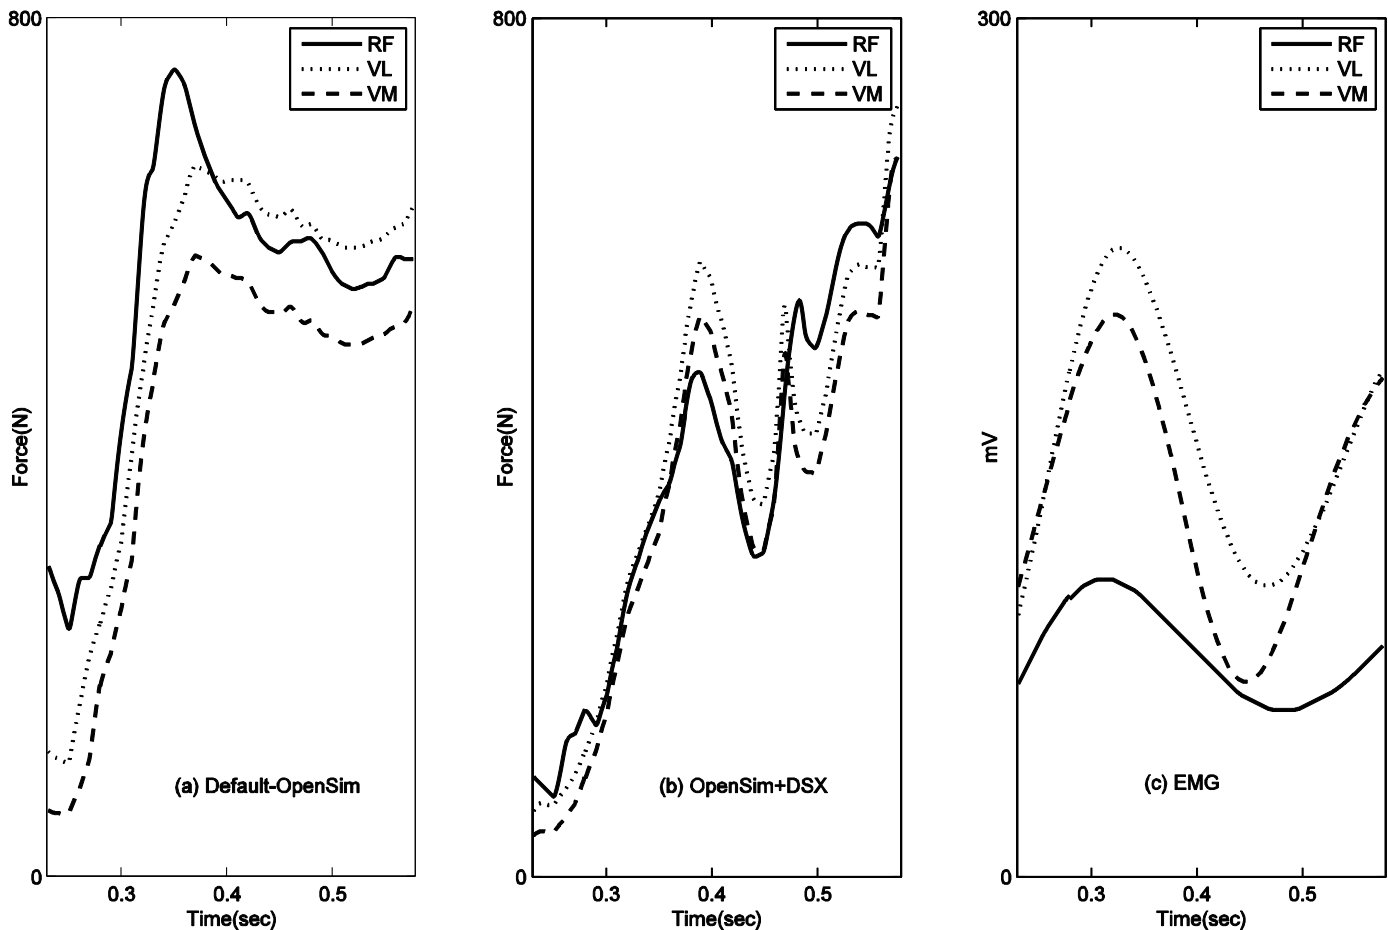 800
RF
VL
VM
Force(N)
(a) Default-OpenSim
0
0.3 0.4 0.5
Time(sec)
800
RF
VL
VM
Force(N)
(b) OpenSim+DSX
0
0.3 0.4 0.5
Time(sec)
300
RF
VL
VM
mV
(c) EMG
0
0.3 0.4 0.5
Time(sec)